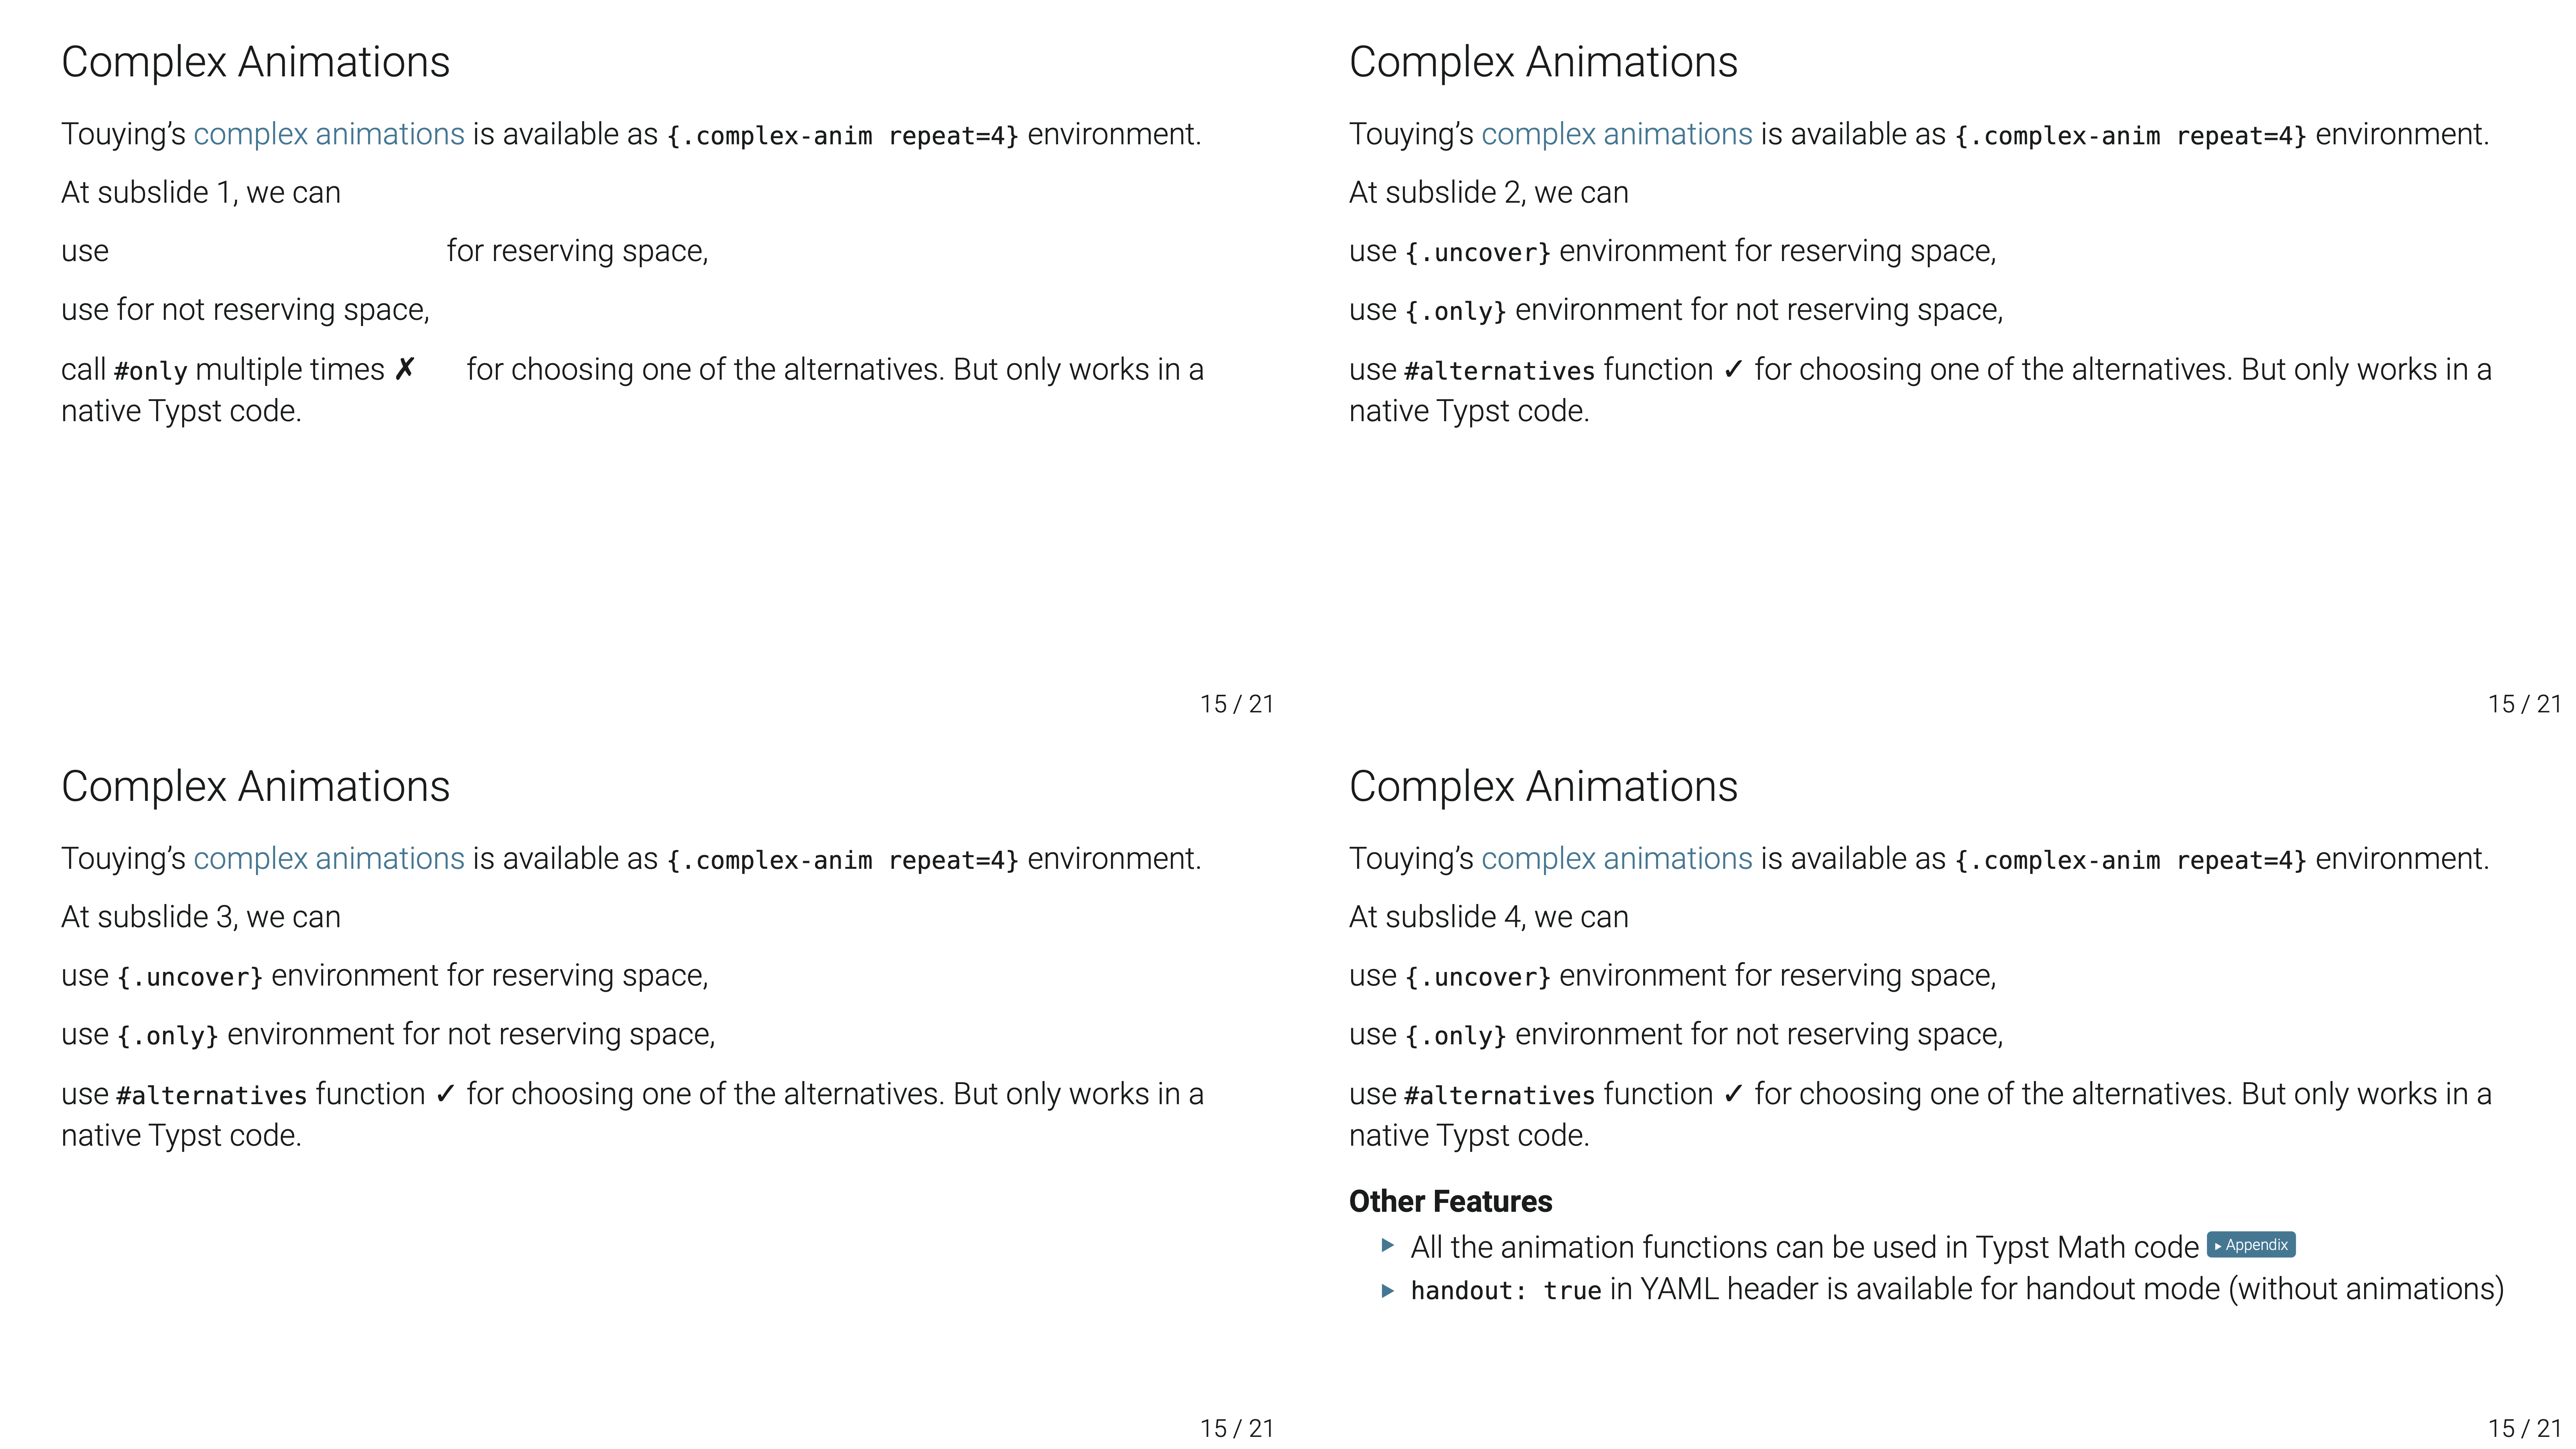 Complex Animations
Touying’s complex animations is available as {.complex-anim repeat=4} environment.
At subslide 1, we can
use for reserving space,
use for not reserving space,
call #only multiple times ✗ for choosing one of the alternatives. But only works in a
native Typst code.
15 / 21
Complex Animations
Touying’s complex animations is available as {.complex-anim repeat=4} environment.
At subslide 2, we can
use {.uncover} environment for reserving space,
use {.only} environment for not reserving space,
use #alternatives function ✓ for choosing one of the alternatives. But only works in a
native Typst code.
15 / 21
Complex Animations
Touying’s complex animations is available as {.complex-anim repeat=4} environment.
At subslide 3, we can
use {.uncover} environment for reserving space,
use {.only} environment for not reserving space,
use #alternatives function ✓ for choosing one of the alternatives. But only works in a
native Typst code.
15 / 21
Complex Animations
Touying’s complex animations is available as {.complex-anim repeat=4} environment.
At subslide 4, we can
use {.uncover} environment for reserving space,
use {.only} environment for not reserving space,
use #alternatives function ✓ for choosing one of the alternatives. But only works in a
native Typst code.
Other Features
▶ All the animation functions can be used in Typst Math code ▶ Appendix
▶ handout: true in YAML header is available for handout mode (without animations)
15 / 21